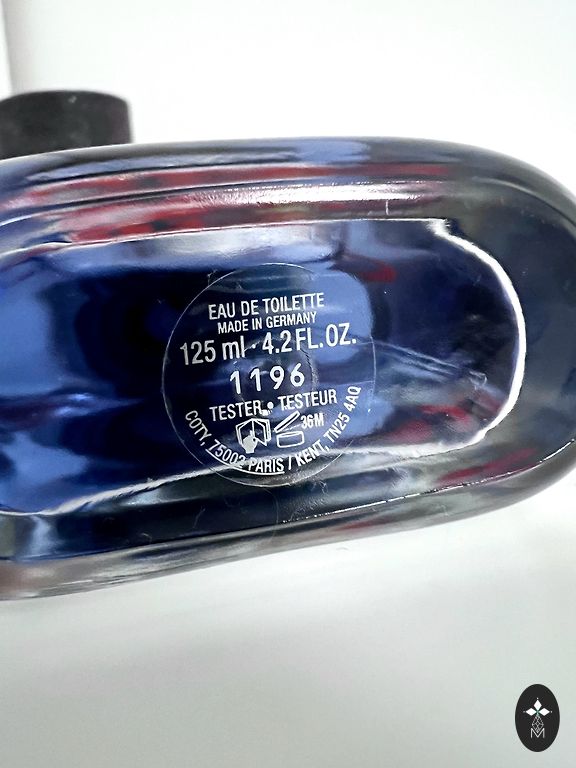 EAU DE TOILETTE
MADE IN GERMANY
125 ml · 4.2 FL. OZ.
1196
TESTER • TESTEUR
36M
COTY, 75002 PARIS / KENT, TN25 4AQ
M